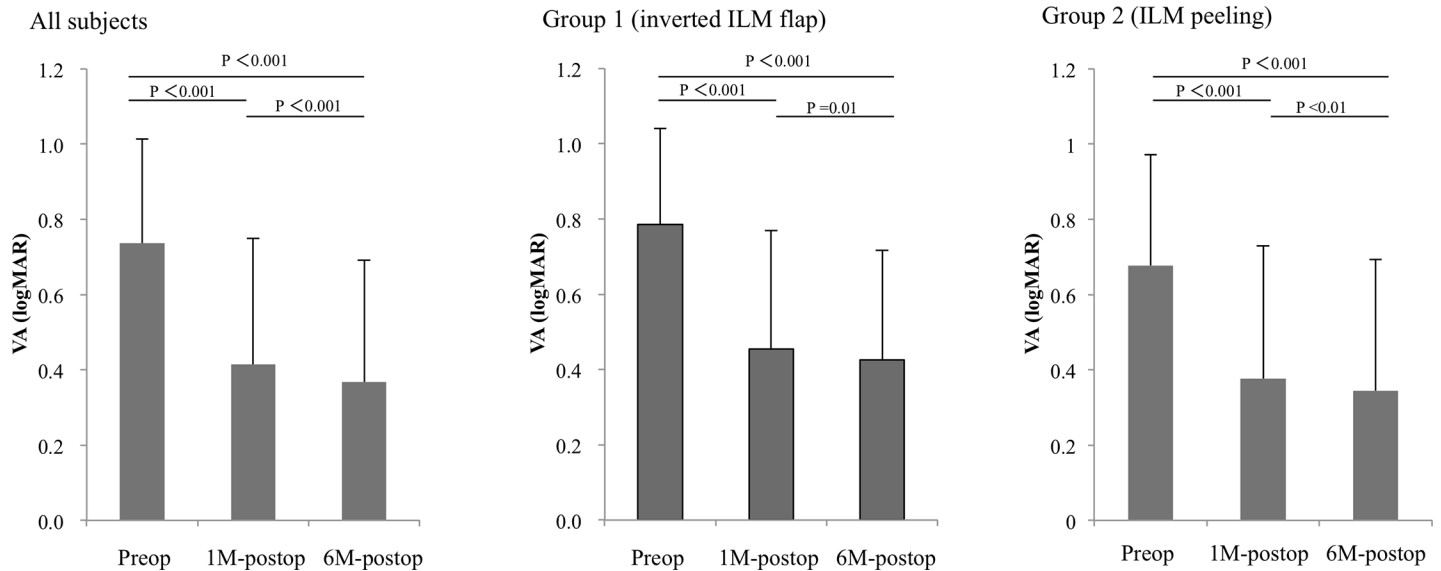 All subjects
P <0.001
P <0.001
P <0.001
1.2
1.0
0.8
0.6
0.4
0.2
0.0
VA (logMAR)
Preop 1M-postop 6M-postop
Group 1 (inverted ILM flap)
P <0.001
P <0.001
P =0.01
1.2
1.0
0.8
0.6
0.4
0.2
0.0
VA (logMAR)
Preop 1M-postop 6M-postop
Group 2 (ILM peeling)
P <0.001
P <0.001
P <0.01
1.2
1
0.8
0.6
0.4
0.2
0
VA (logMAR)
Preop 1M-postop 6M-postop